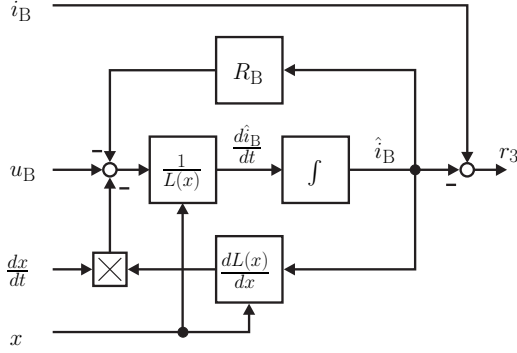 i_B
R_B
u_B
−
−
1/L(x)
dî_B/dt
∫
î_B
−
r_3
dx/dt
×
dL(x)/dx
x